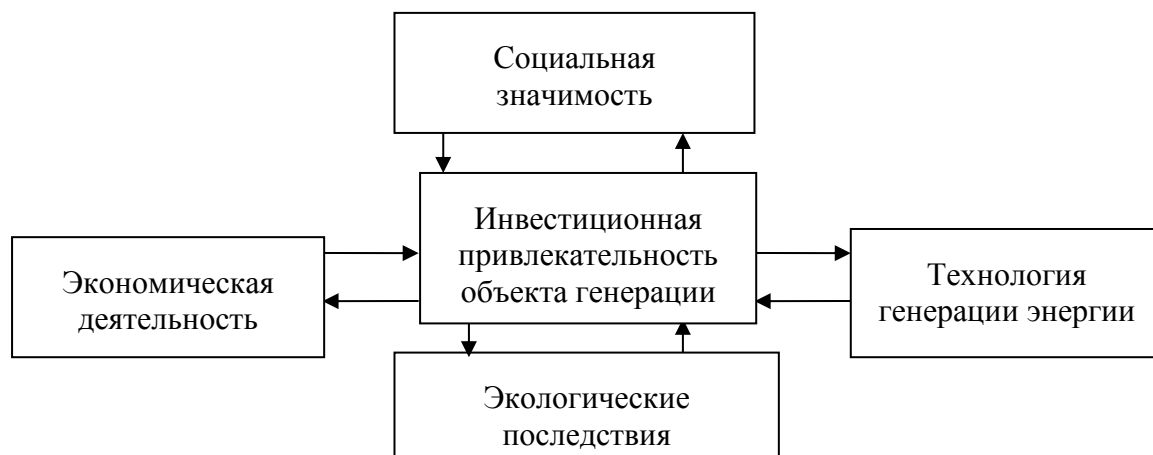 Социальная
значимость
Инвестиционная
привлекательность
объекта генерации
Экономическая
деятельность
Технология
генерации энергии
Экологические
последствия